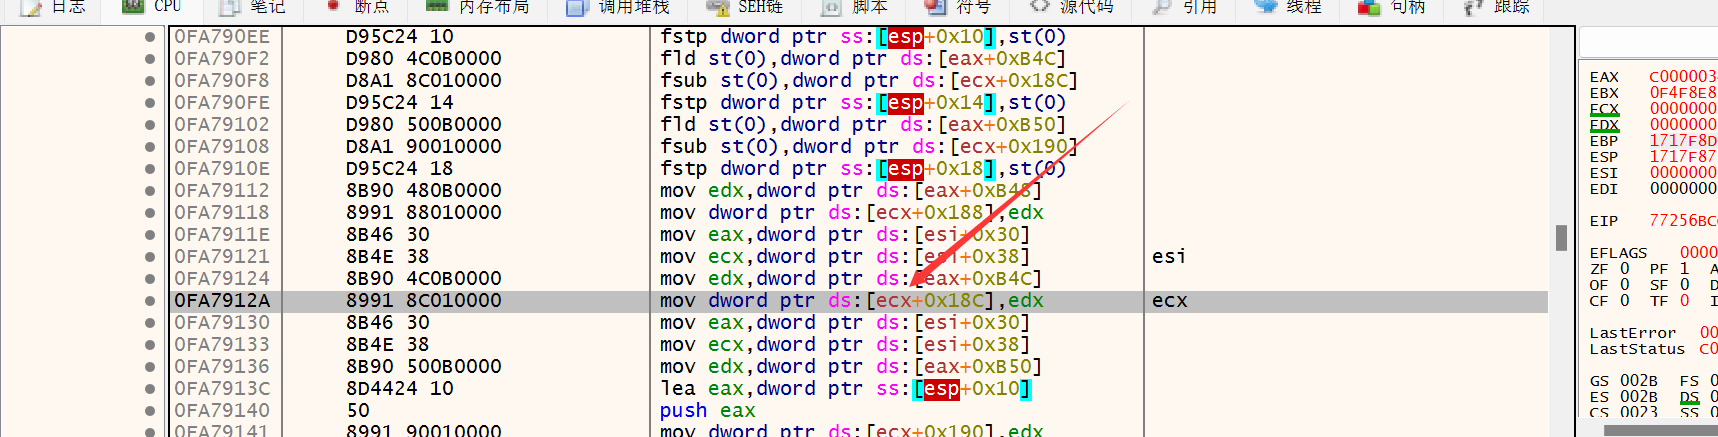 日志 CPU 笔记 断点 内存布局 调用堆栈 SEH链 脚本 符号 源代码 引用 线程 句柄 跟踪
0FA790EE D95C24 10 fstp dword ptr ss:[esp+0x10],st(0)
0FA790F2 D980 4C0B0000 fld st(0),dword ptr ds:[eax+0xB4C]
0FA790F8 D8A1 8C010000 fsub st(0),dword ptr ds:[ecx+0x18C]
0FA790FE D95C24 14 fstp dword ptr ss:[esp+0x14],st(0)
0FA79102 D980 500B0000 fld st(0),dword ptr ds:[eax+0xB50]
0FA79108 D8A1 90010000 fsub st(0),dword ptr ds:[ecx+0x190]
0FA7910E D95C24 18 fstp dword ptr ss:[esp+0x18],st(0)
0FA79112 8B90 480B0000 mov edx,dword ptr ds:[eax+0xB48]
0FA79118 8991 88010000 mov dword ptr ds:[ecx+0x188],edx
0FA7911E 8B46 30 mov eax,dword ptr ds:[esi+0x30]
0FA79121 8B4E 38 mov ecx,dword ptr ds:[esi+0x38] esi
0FA79124 8B90 4C0B0000 mov edx,dword ptr ds:[eax+0xB4C]
0FA7912A 8991 8C010000 mov dword ptr ds:[ecx+0x18C],edx ecx
0FA79130 8B46 30 mov eax,dword ptr ds:[esi+0x30]
0FA79133 8B4E 38 mov ecx,dword ptr ds:[esi+0x38]
0FA79136 8B90 500B0000 mov edx,dword ptr ds:[eax+0xB50]
0FA7913C 8D4424 10 lea eax,dword ptr ss:[esp+0x10]
0FA79140 50 push eax
0FA79141 8991 90010000 mov dword ptr ds:[ecx+0x190],edx
EAX C000003
EBX 0F4F8E8
ECX 0000000
EDX 0000000
EBP 1717F8D
ESP 1717F87
ESI 0000000
EDI 0000000
EIP 77256BC
EFLAGS 0000
ZF 0 PF 1 A
OF 0 SF 0 D
CF 0 TF 0 I
LastError 00
LastStatus C0
GS 002B FS 0
ES 002B DS 0
CS 0023 SS 0